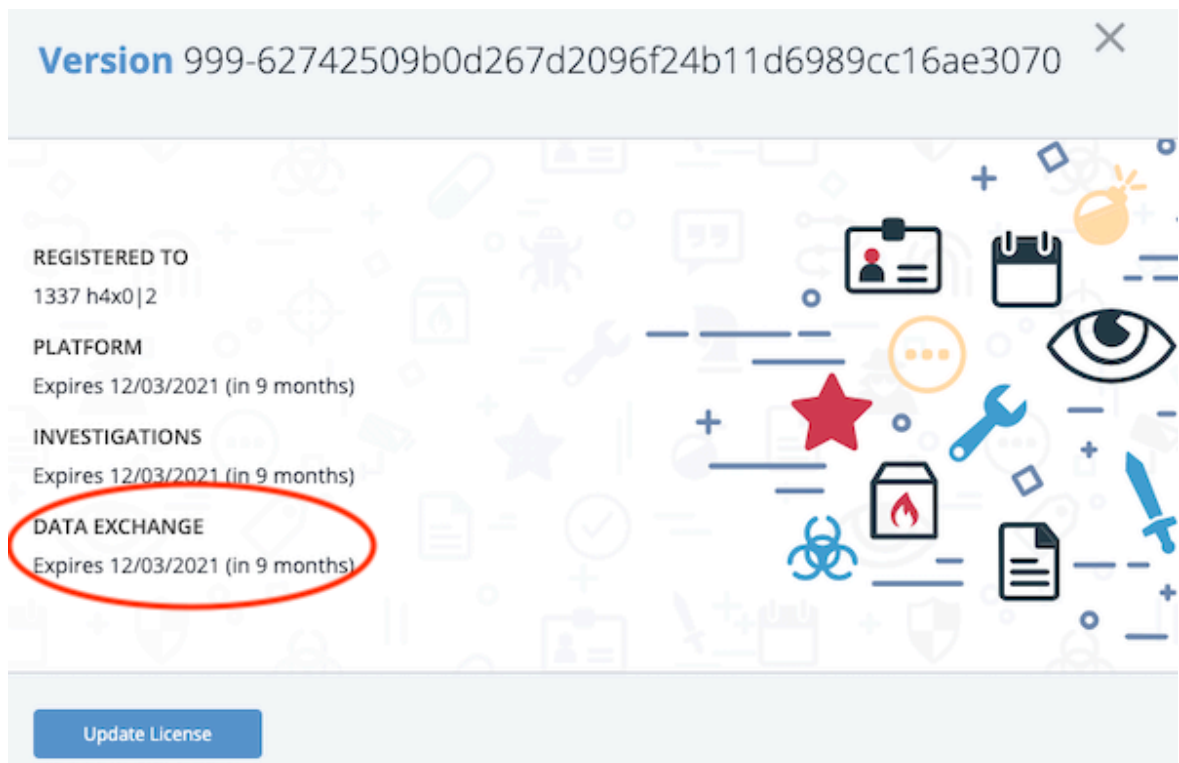 Version 999-62742509b0d267d2096f24b11d6989cc16ae3070
REGISTERED TO
1337 h4x0|2
PLATFORM
Expires 12/03/2021 (in 9 months)
INVESTIGATIONS
Expires 12/03/2021 (in 9 months)
DATA EXCHANGE
Expires 12/03/2021 (in 9 months)
Update License